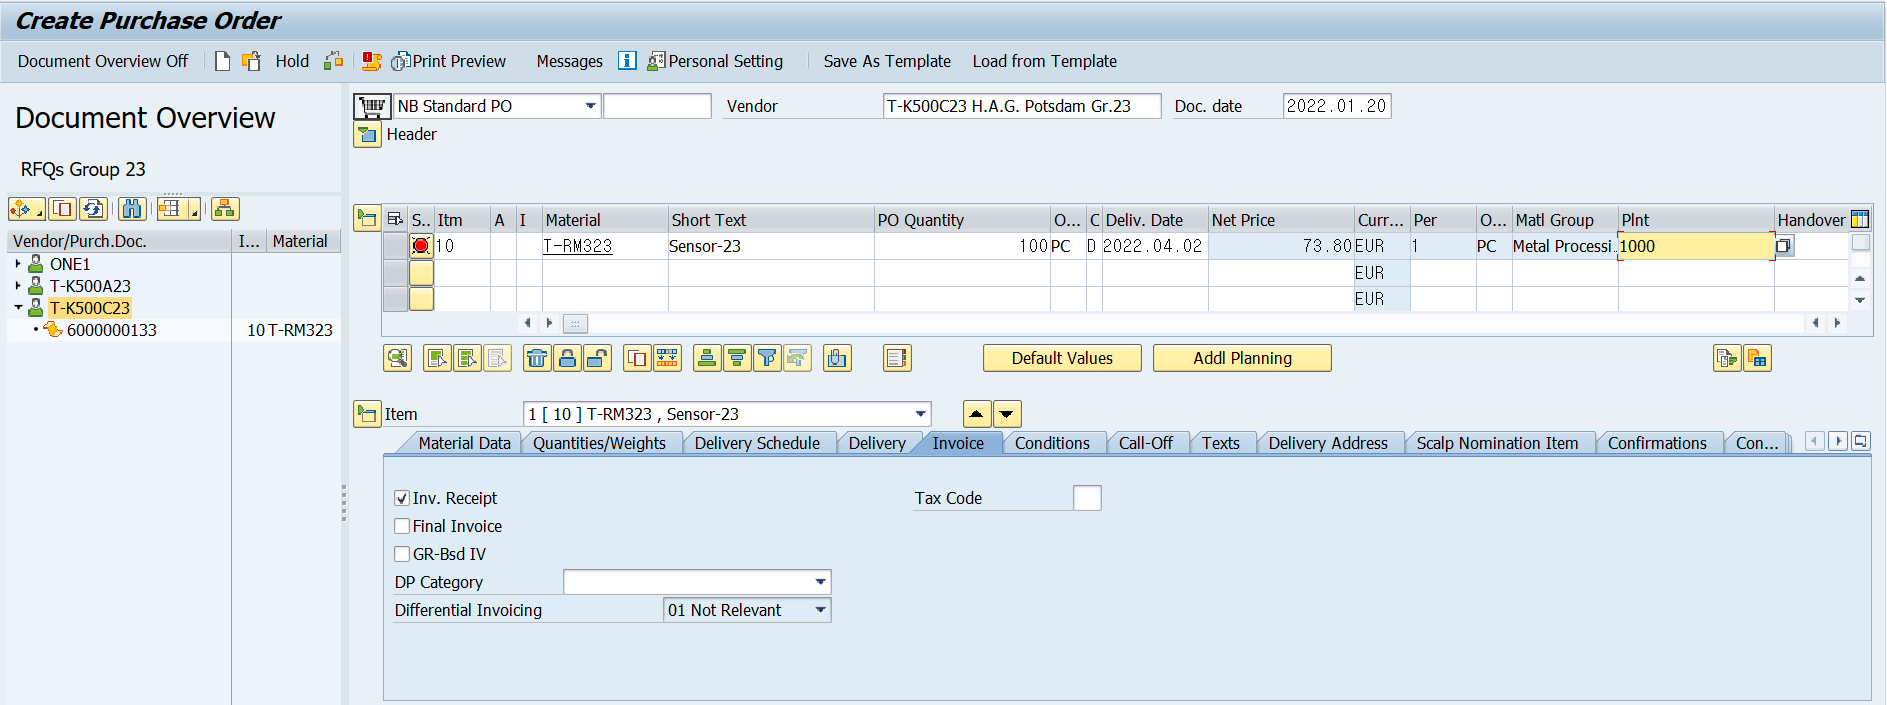 Create Purchase Order
Document Overview Off Hold Print Preview Messages Personal Setting Save As Template Load from Template
Document Overview
RFQs Group 23
Vendor/Purch.Doc. I... Material
ONE1
T-K500A23
T-K500C23
6000000133 10 T-RM323
NB Standard PO Vendor T-K500C23 H.A.G. Potsdam Gr.23 Doc. date 2022.01.20
Header
S.. Itm A I Material Short Text PO Quantity O... C Deliv. Date Net Price Curr... Per O... Matl Group Plnt Handover
10 T-RM323 Sensor-23 100 PC D 2022.04.02 73.80 EUR 1 PC Metal Processi.. 1000
EUR
EUR
Default Values Addl Planning
Item 1 [ 10 ] T-RM323 , Sensor-23
Material Data Quantities/Weights Delivery Schedule Delivery Invoice Conditions Call-Off Texts Delivery Address Scalp Nomination Item Confirmations Con...
Inv. Receipt Tax Code
Final Invoice
GR-Bsd IV
DP Category
Differential Invoicing 01 Not Relevant